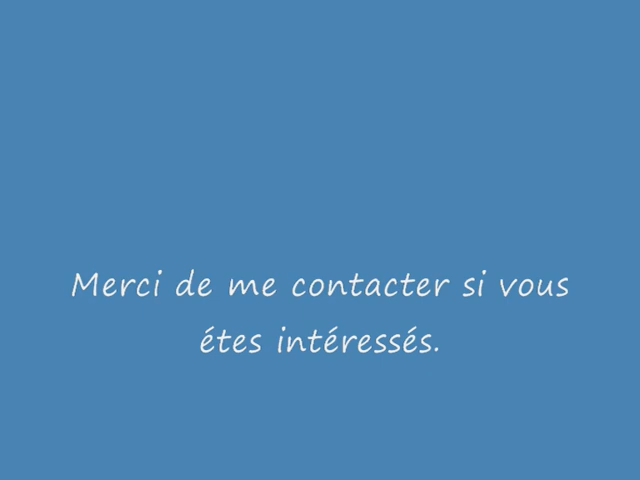 Merci de me contacter si vous
étes intéressés.